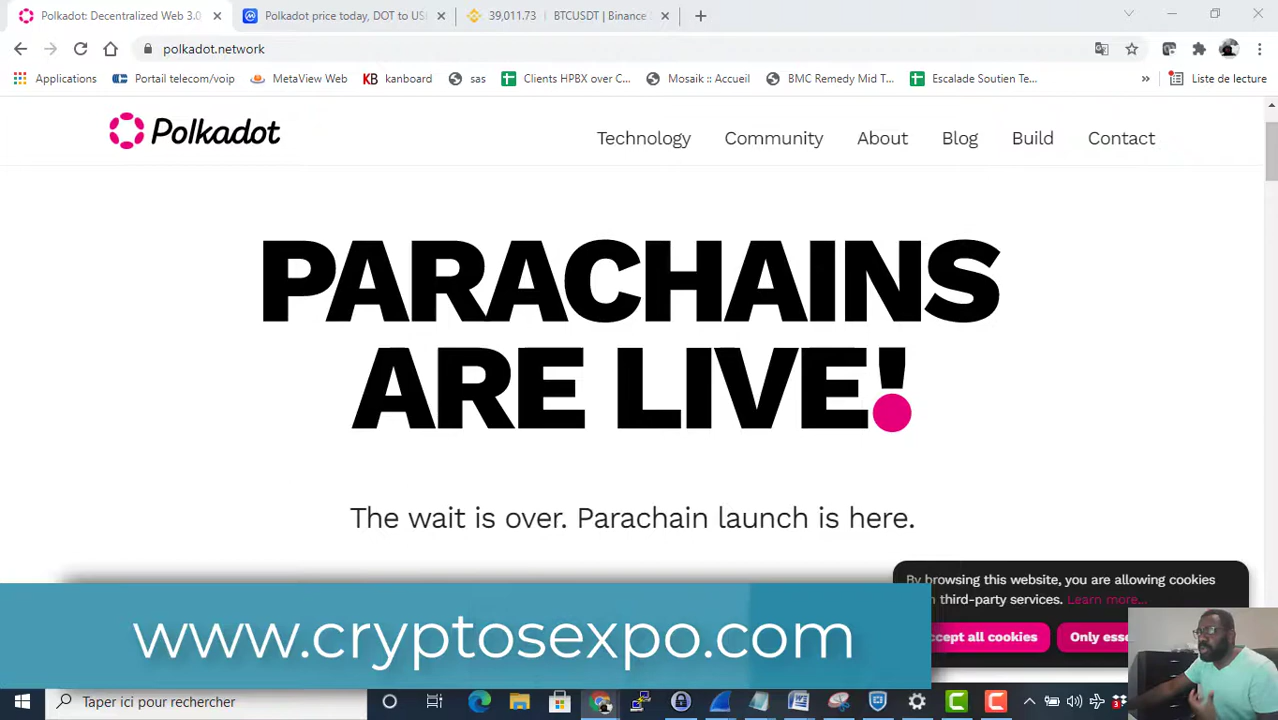 Polkadot: Decentralized Web 3.0
Polkadot price today, DOT to US
39,011.73 BTCUSDT | Binance
polkadot.network
Applications Portail telecom/voip MetaView Web KB kanboard sas Clients HPBX over C... Mosaik :: Accueil BMC Remedy Mid T... Escalade Soutien Te... » Liste de lecture
Polkadot Technology Community About Blog Build Contact
PARACHAINS
ARE LIVE!
The wait is over. Parachain launch is here.
By browsing this website, you are allowing cookies
third-party services. Learn more...
cept all cookies Only
www.cryptosexpo.com
Taper ici pour rechercher